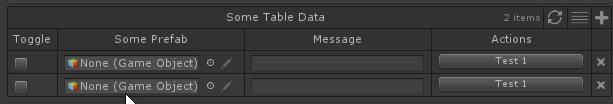 Some Table Data 2 items
Toggle Some Prefab Message Actions
None (Game Object) Test 1
None (Game Object) Test 1